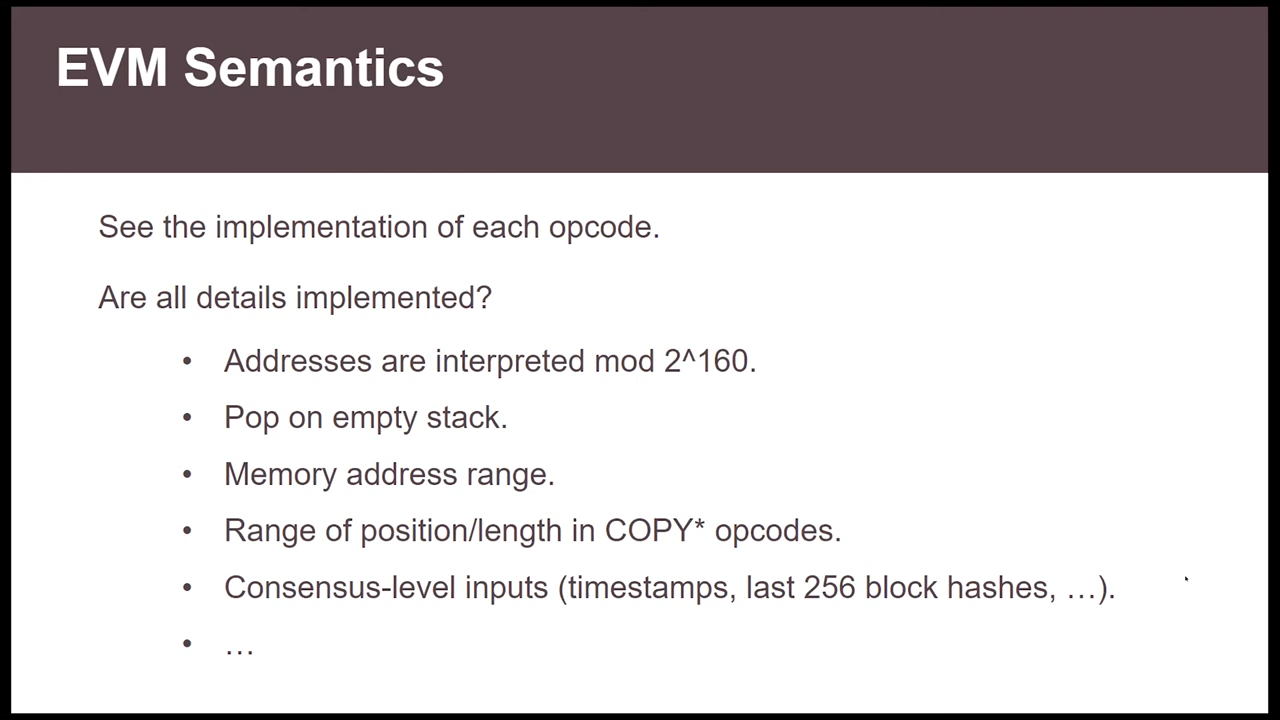 EVM Semantics
See the implementation of each opcode.
Are all details implemented?
• Addresses are interpreted mod 2^160.
• Pop on empty stack.
• Memory address range.
• Range of position/length in COPY* opcodes.
• Consensus-level inputs (timestamps, last 256 block hashes, …).
• …